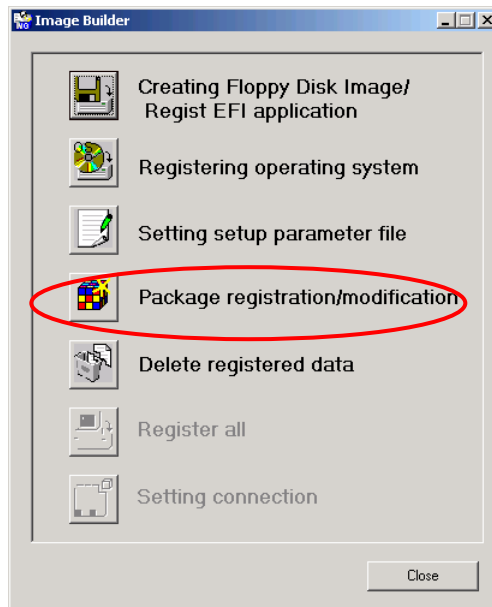 Image Builder
Creating Floppy Disk Image/
Regist EFI application
Registering operating system
Setting setup parameter file
Package registration/modification
Delete registered data
Register all
Setting connection
Close